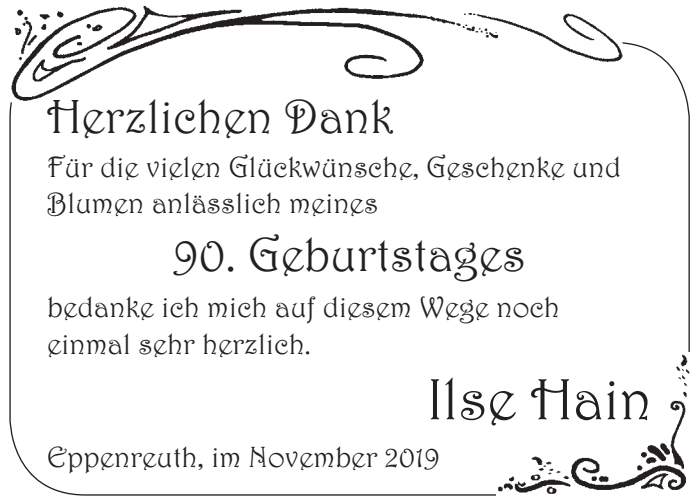 Herzlichen Dank
Für die vielen Glückwünsche, Geschenke und
Blumen anlässlich meines
90. Geburtstages
bedanke ich mich auf diesem Wege noch
einmal sehr herzlich.
Ilse Hain
Eppenreuth, im November 2019